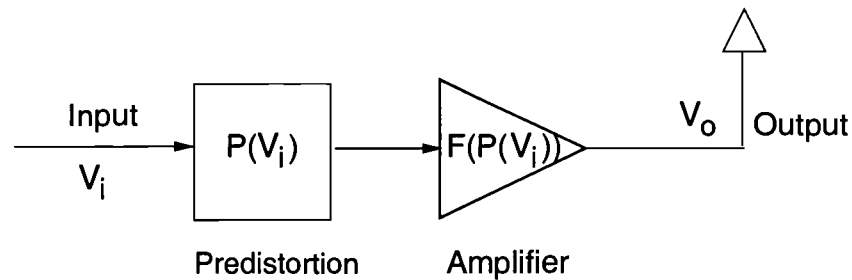 Input
V_i
P(V_i)
Predistortion
F(P(V_i))
Amplifier
V_o
Output